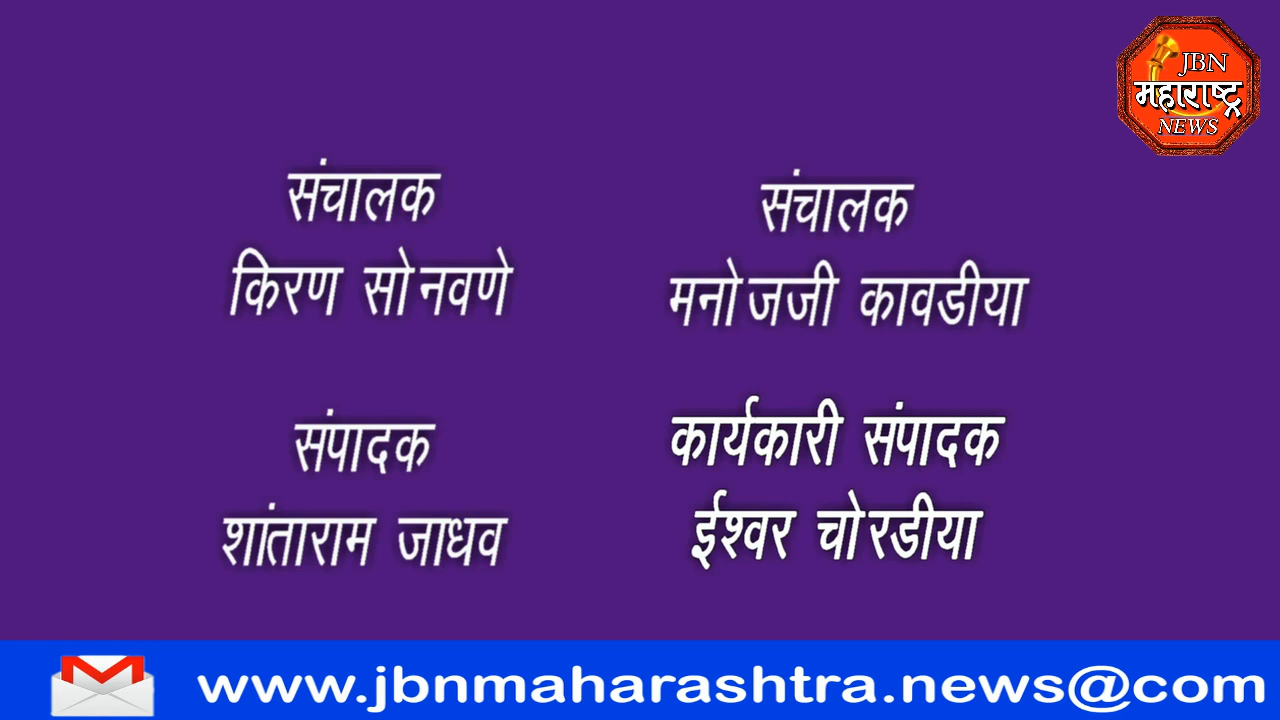 JBN
महाराष्ट्र
NEWS
संचालक
किरण सोनवणे
संचालक
मनोजजी कावडीया
संपादक
शांताराम जाधव
कार्यकारी संपादक
ईश्वर चोरडीया
www.jbnmaharashtra.news@com